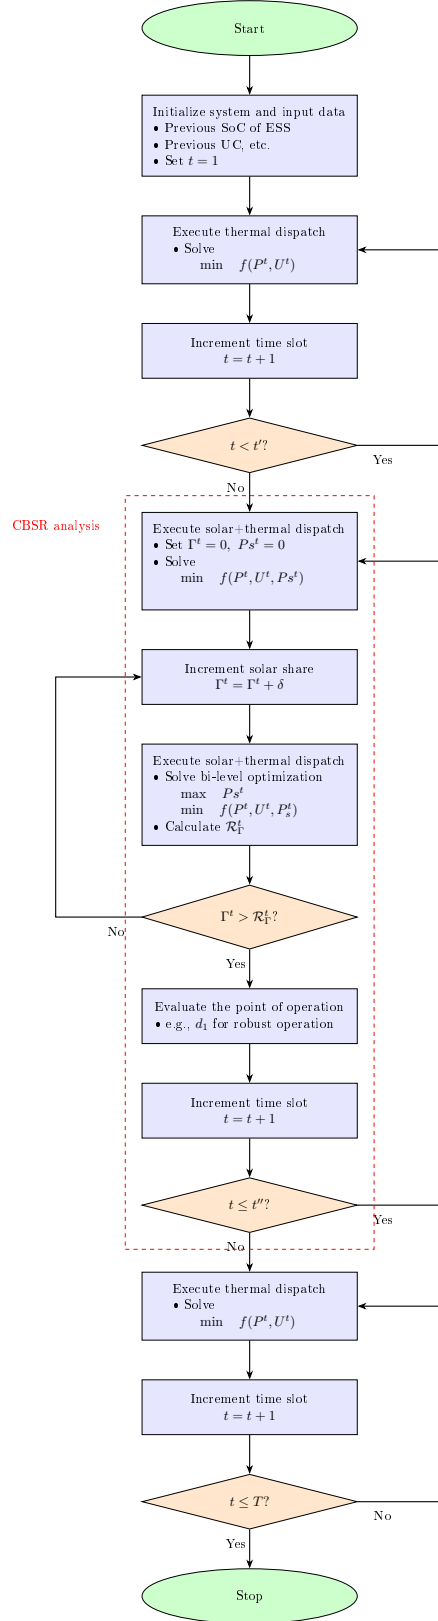 Start
Initialize system and input data
• Previous SoC of ESS
• Previous UC, etc.
• Set t = 1
Execute thermal dispatch
• Solve
min f(P^t, U^t)
Increment time slot
t = t + 1
t < t′?
Yes
No
CBSR analysis
Execute solar+thermal dispatch
• Set Γ^t = 0, Ps^t = 0
• Solve
min f(P^t, U^t, Ps^t)
Increment solar share
Γ^t = Γ^t + δ
Execute solar+thermal dispatch
• Solve bi-level optimization
max Ps^t
min f(P^t, U^t, P_s^t)
• Calculate ℛ_Γ^t
Γ^t > ℛ_Γ^t?
No
Yes
Evaluate the point of operation
• e.g., d_1 for robust operation
Increment time slot
t = t + 1
t ≤ t″?
Yes
No
Execute thermal dispatch
• Solve
min f(P^t, U^t)
Increment time slot
t = t + 1
t ≤ T?
No
Yes
Stop